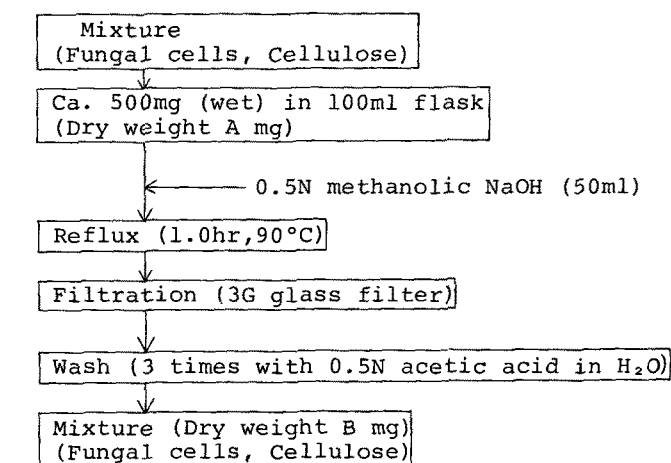 Mixture
(Fungal cells, Cellulose)
Ca. 500mg (wet) in 100ml flask
(Dry weight A mg)
0.5N methanolic NaOH (50ml)
Reflux (1.0hr,90°C)
Filtration (3G glass filter)
Wash (3 times with 0.5N acetic acid in H₂O)
Mixture (Dry weight B mg)
(Fungal cells, Cellulose)